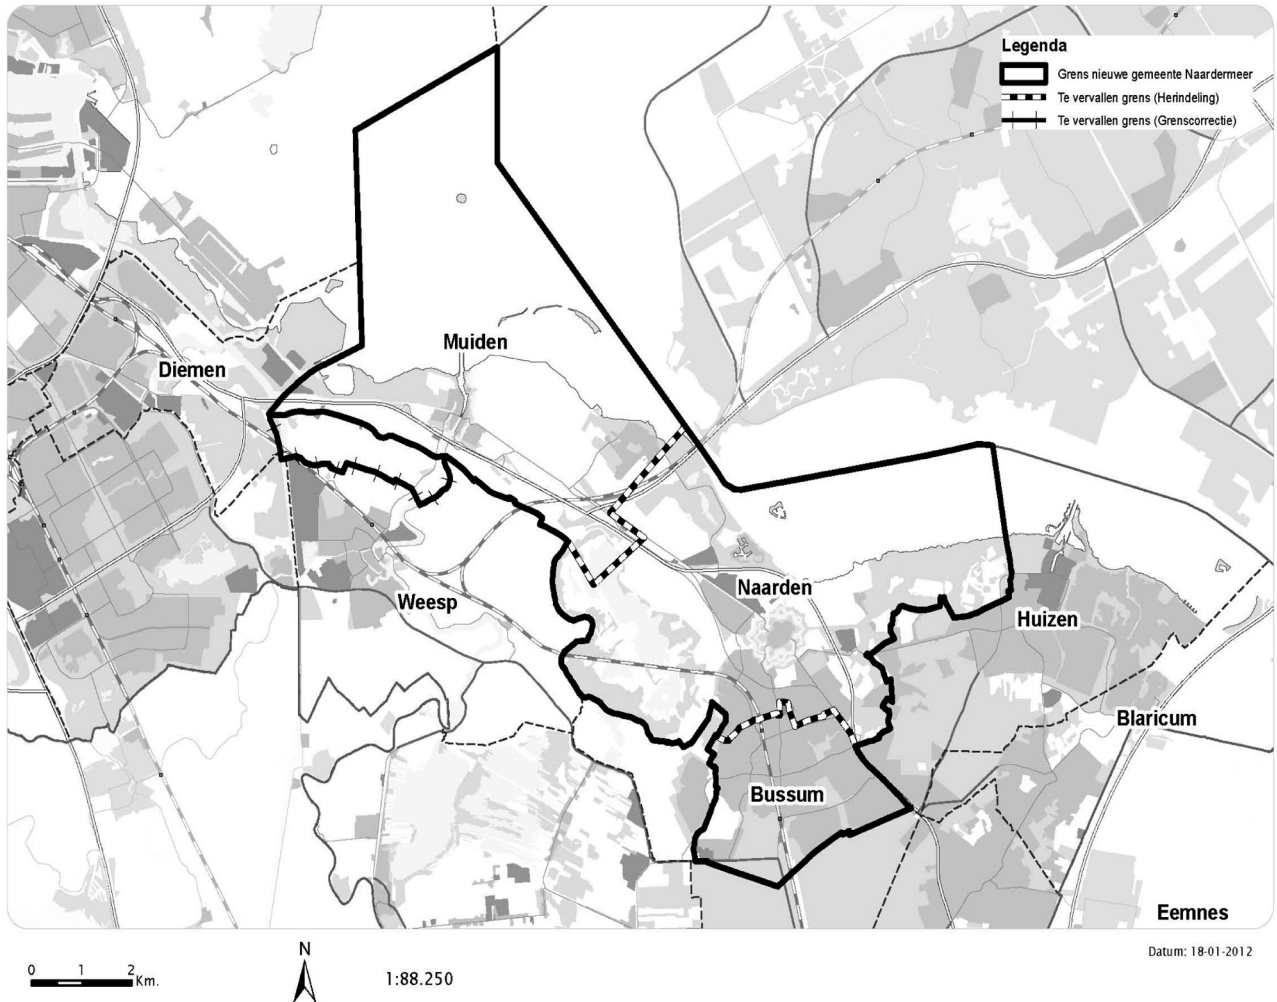 Legenda
Grens nieuwe gemeente Naardermeer
Te vervallen grens (Herindeling)
Te vervallen grens (Grenscorrectie)
Muiden
Diemen
Naarden
Weesp
Huizen
Blaricum
Bussum
Eemnes
Datum: 18-01-2012
N
0 1 2
Km.
1:88.250